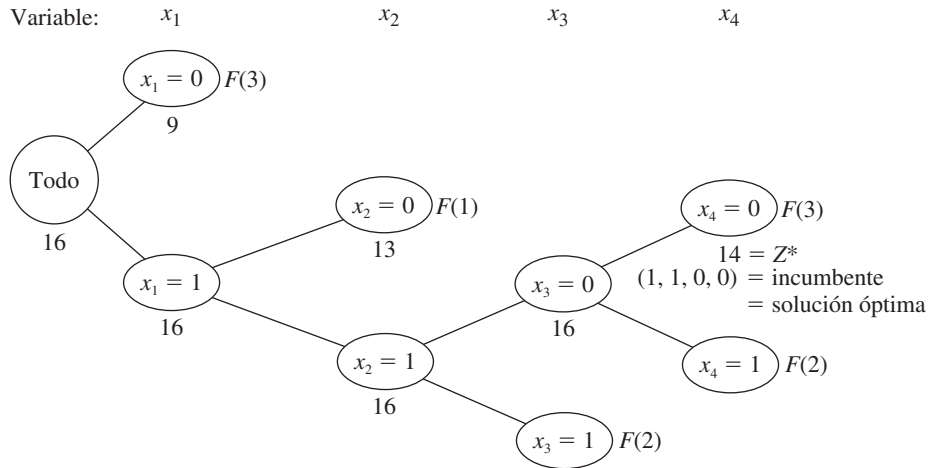 Variable: x₁ x₂ x₃ x₄
x₁ = 0 F(3)
9
Todo
16
x₂ = 0 F(1)
13
x₄ = 0 F(3)
14 = Z*
(1, 1, 0, 0) = incumbente
= solución óptima
x₁ = 1
16
x₃ = 0
16
x₂ = 1
16
x₄ = 1 F(2)
x₃ = 1 F(2)